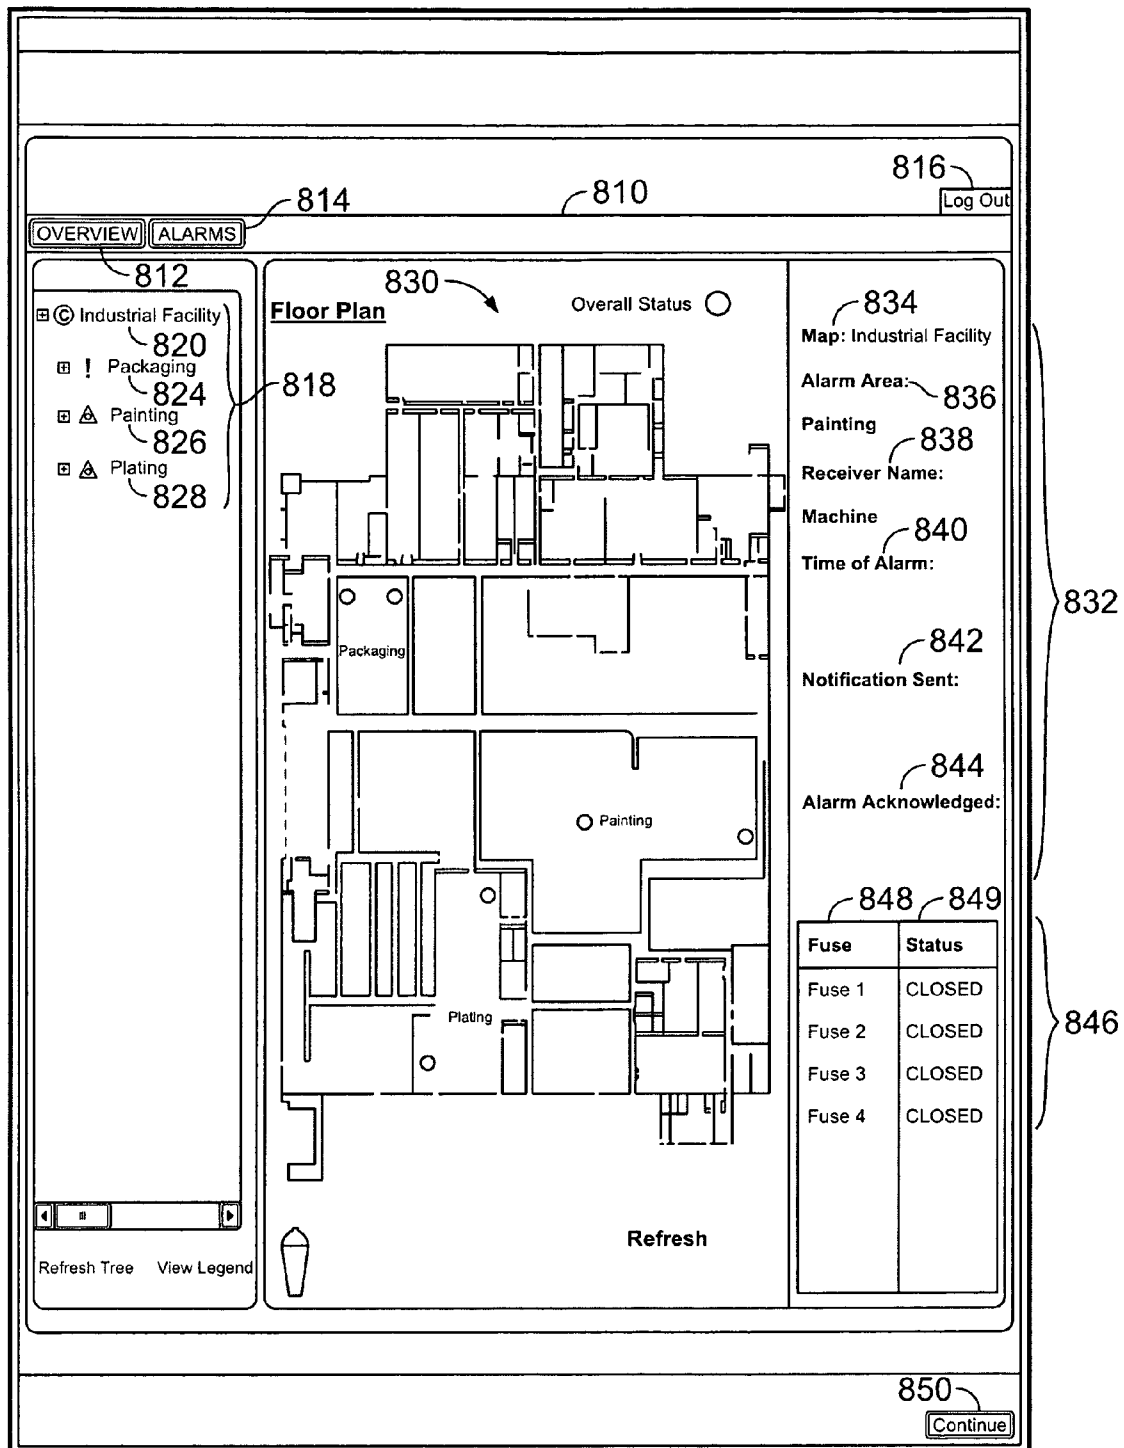 816
Log Out
810
814
OVERVIEW ALARMS
812
© Industrial Facility
820
! Packaging
824
Painting
826
Plating
828
818
Refresh Tree View Legend
Floor Plan
830
Overall Status
Packaging
Painting
Plating
Refresh
834
Map: Industrial Facility
Alarm Area:
836
Painting
838
Receiver Name:
Machine
840
Time of Alarm:
842
Notification Sent:
844
Alarm Acknowledged:
832
848 849
Fuse Status
Fuse 1 CLOSED
Fuse 2 CLOSED
Fuse 3 CLOSED
Fuse 4 CLOSED
846
850
Continue